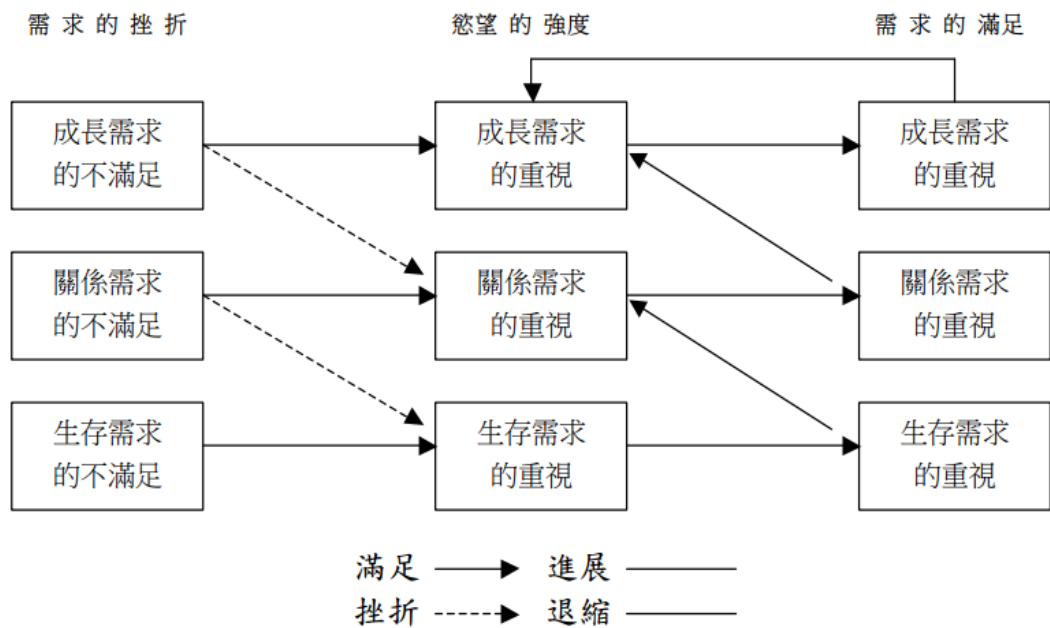 需求的挫折
慾望的強度
需求的滿足
成長需求
的不滿足
成長需求
的重視
成長需求
的重視
關係需求
的不滿足
關係需求
的重視
關係需求
的重視
生存需求
的不滿足
生存需求
的重視
生存需求
的重視
滿足 進展
挫折 退縮